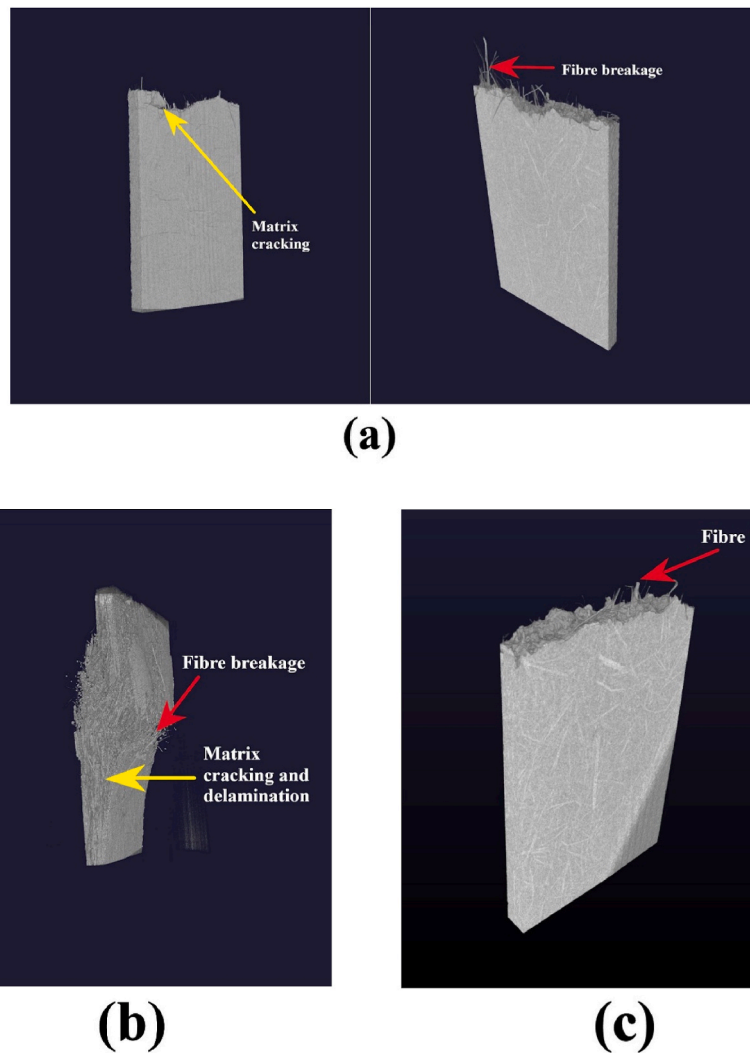 Fibre breakage
Matrix
cracking
(a)
Fibre breakage
Matrix
cracking and
delamination
Fibre
(b)
(c)